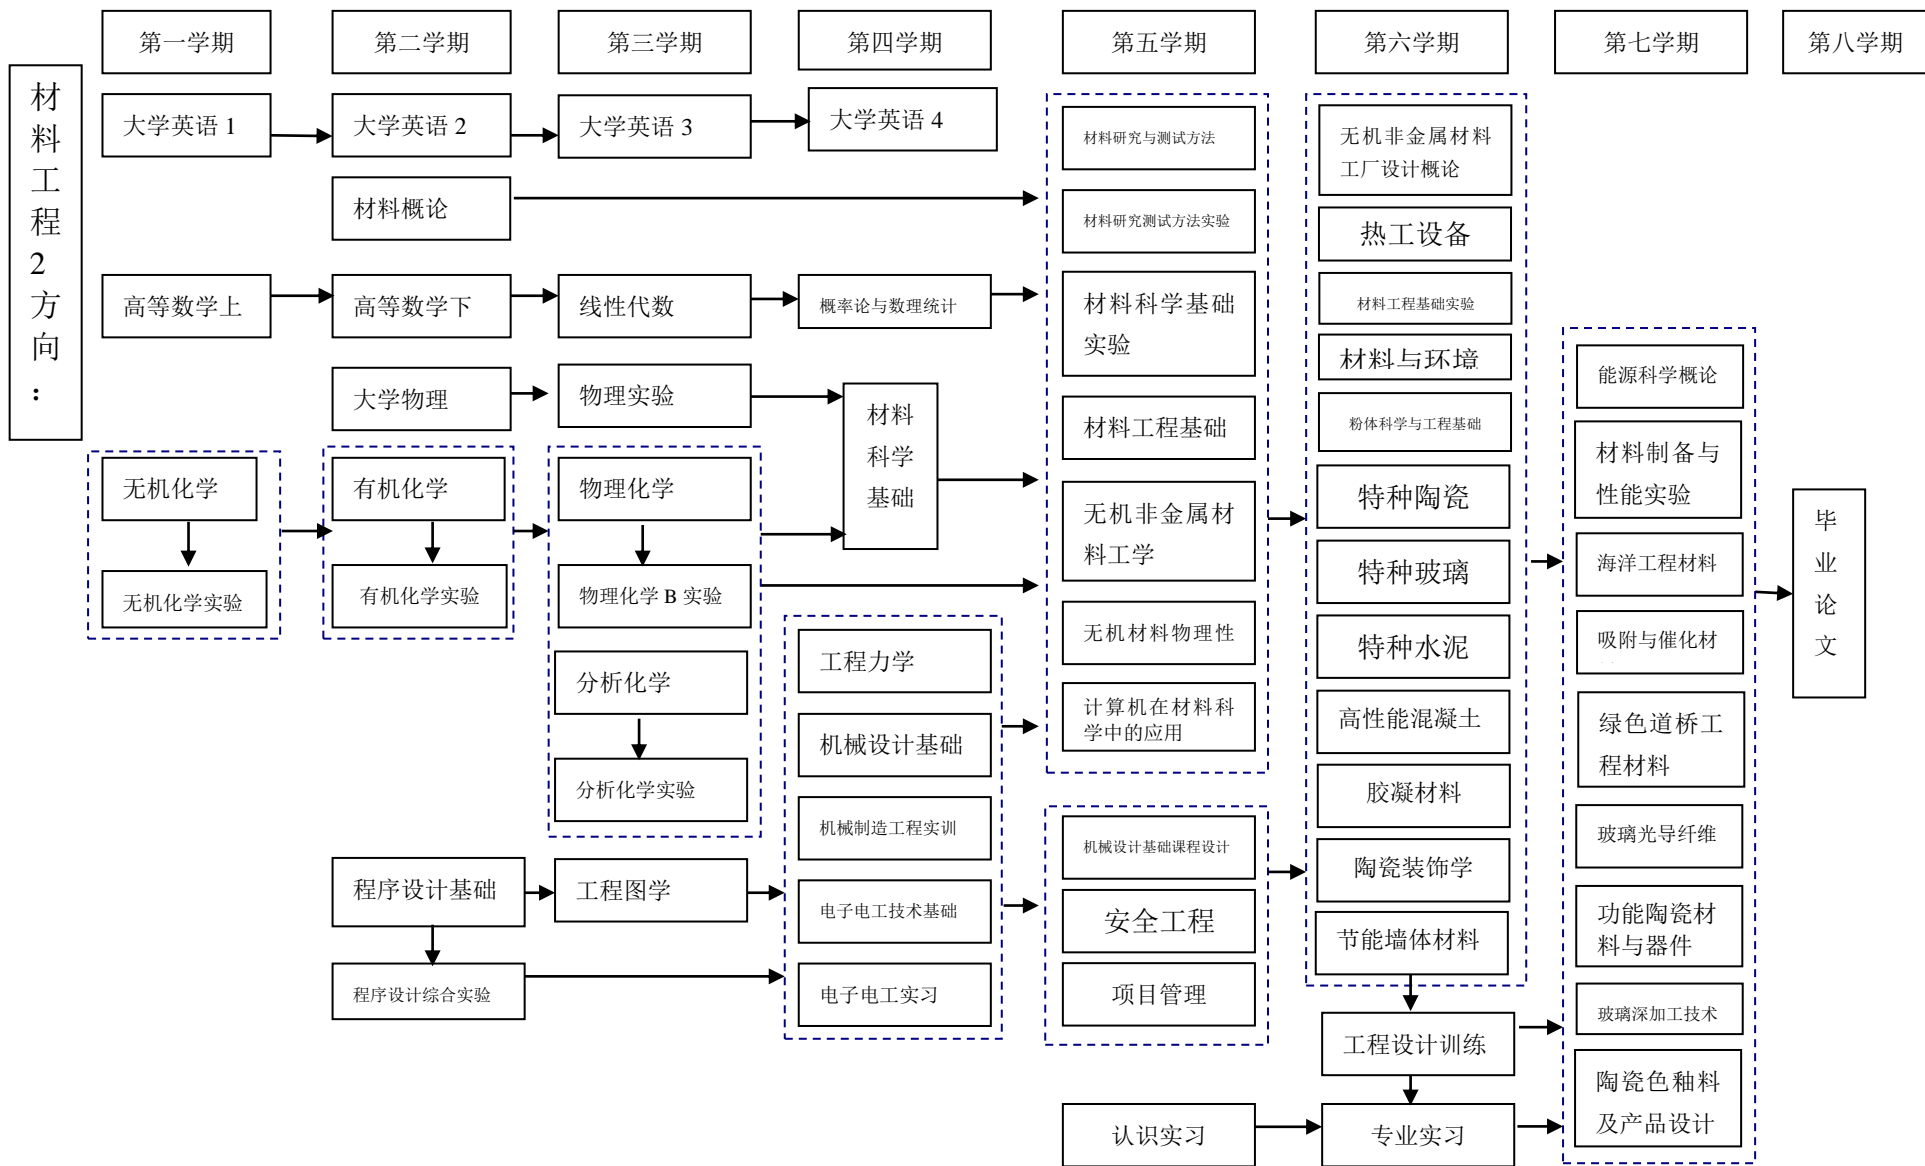 第一学期
第二学期
第三学期
第四学期
第五学期
第六学期
第七学期
第八学期
材
料
工
程
2
方
向
：
大学英语 1
大学英语 2
大学英语 3
大学英语 4
材料概论
高等数学上
高等数学下
线性代数
概率论与数理统计
大学物理
物理实验
材料
科学
基础
无机化学
有机化学
物理化学
无机化学实验
有机化学实验
物理化学 B 实验
分析化学
分析化学实验
程序设计基础
工程图学
程序设计综合实验
工程力学
机械设计基础
机械制造工程实训
电子电工技术基础
电子电工实习
材料研究与测试方法
材料研究测试方法实验
材料科学基础
实验
材料工程基础
无机非金属材
料工学
无机材料物理性
计算机在材料科
学中的应用
机械设计基础课程设计
安全工程
项目管理
认识实习
无机非金属材料
工厂设计概论
热工设备
材料工程基础实验
材料与环境
粉体科学与工程基础
特种陶瓷
特种玻璃
特种水泥
高性能混凝土
胶凝材料
陶瓷装饰学
节能墙体材料
工程设计训练
专业实习
能源科学概论
材料制备与
性能实验
海洋工程材料
吸附与催化材
绿色道桥工
程材料
玻璃光导纤维
功能陶瓷材
料与器件
玻璃深加工技术
陶瓷色釉料
及产品设计
毕
业
论
文